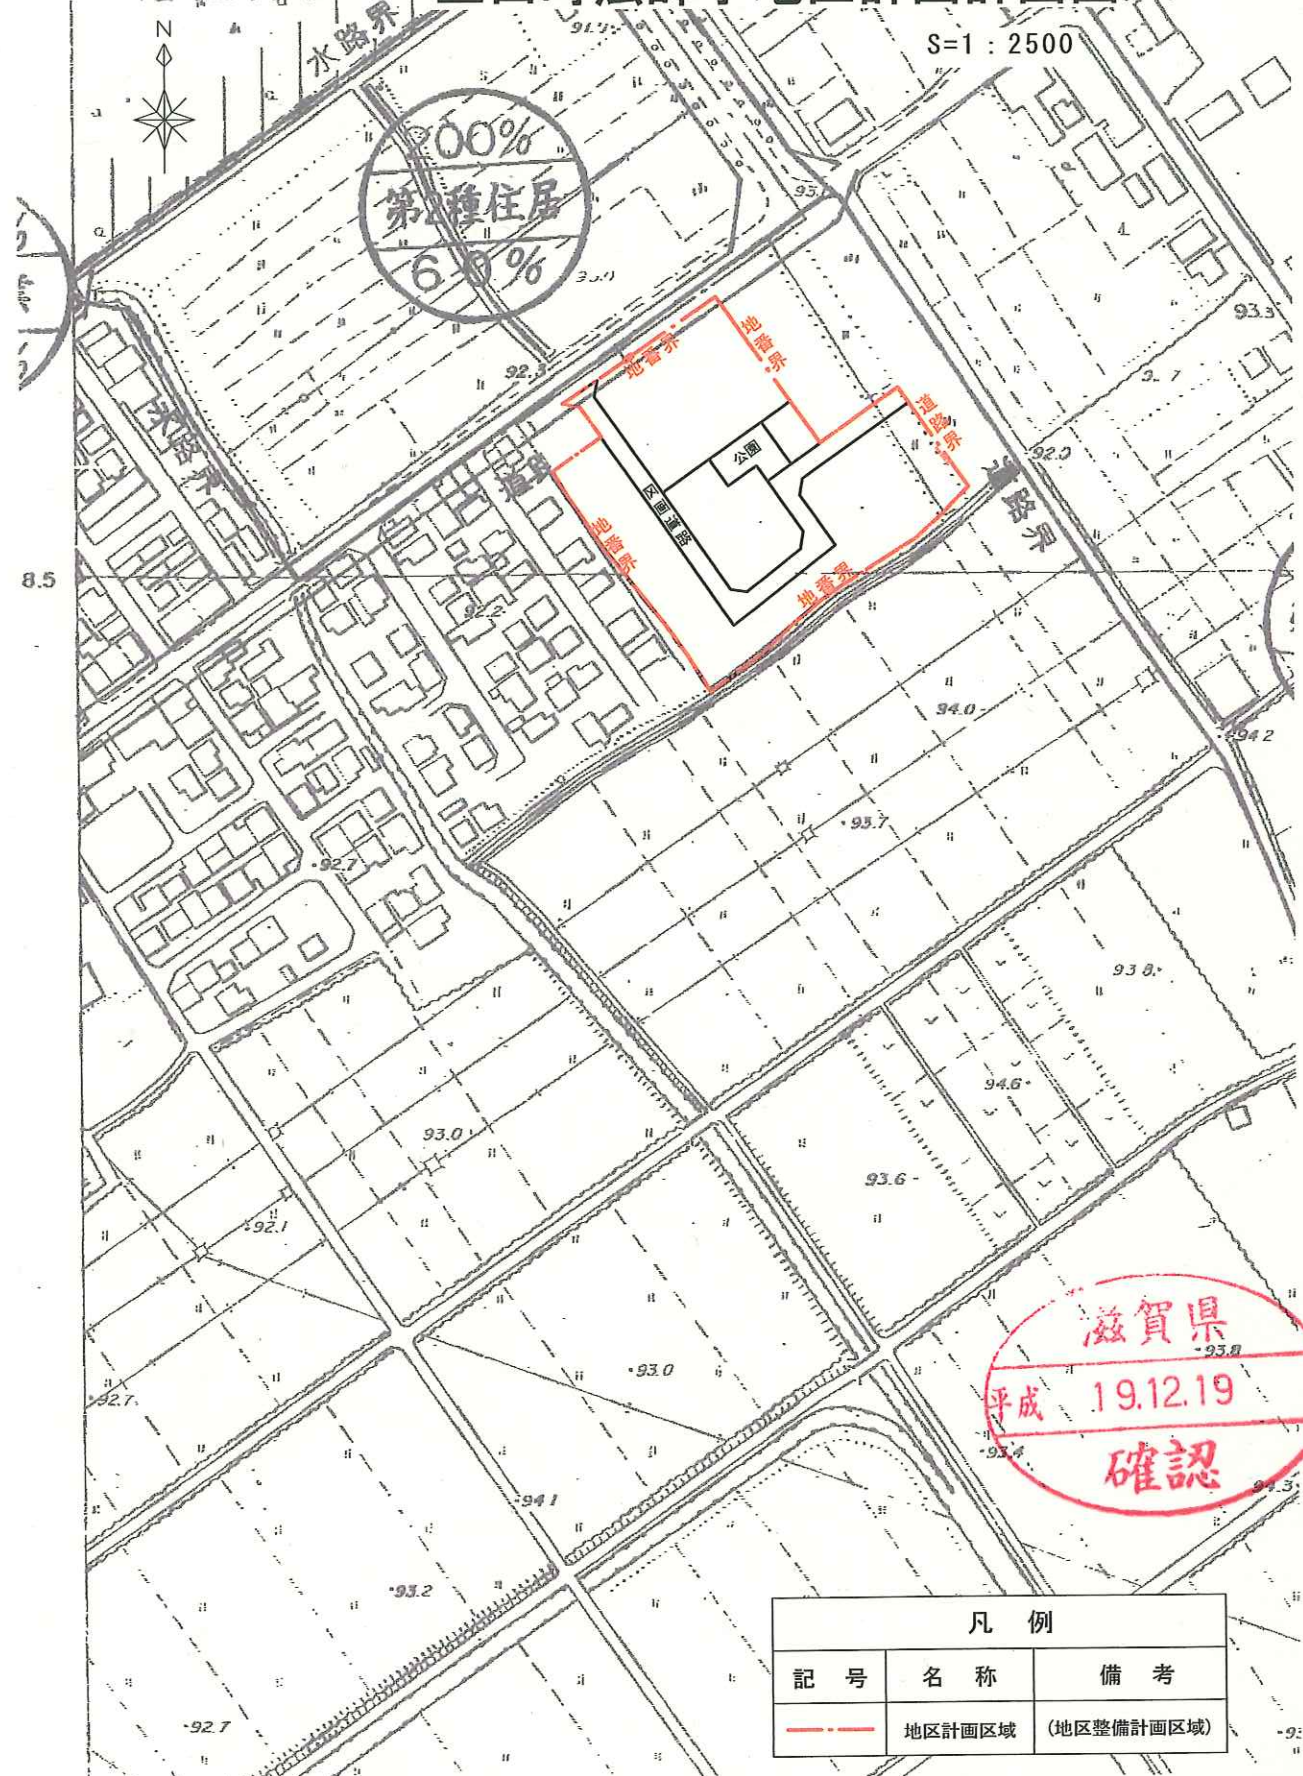 S=1：2500
N
水路界
200%
第2種住居
60%
93.3
92.3
地番界
地番界
道路界
92.0
公園
区画道路
水路界
道路
道路界
地番界
地番界
8.5
92.2
94.0
94.2
93.7
92.7
93.8
94.6
93.0
93.6
92.1
滋賀県
93.8
平成 19.12.19
確認
93.0
92.7
93.4
94.3
94.1
93.2
92.7
凡 例
記 号 名 称 備 考
地区計画区域 (地区整備計画区域)